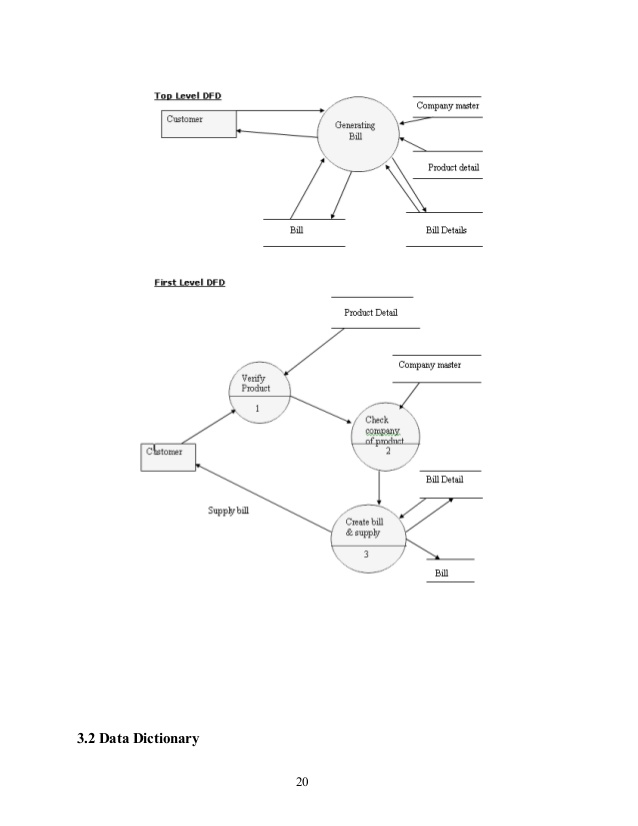 Top Level DFD
Customer
Generating
Bill
Company master
Product detail
Bill
Bill Details
First Level DFD
Product Detail
Verify
Product
1
Company master
Check
company
of product
2
Customer
Bill Detail
Supply bill
Create bill
& supply
3
Bill
3.2 Data Dictionary
20